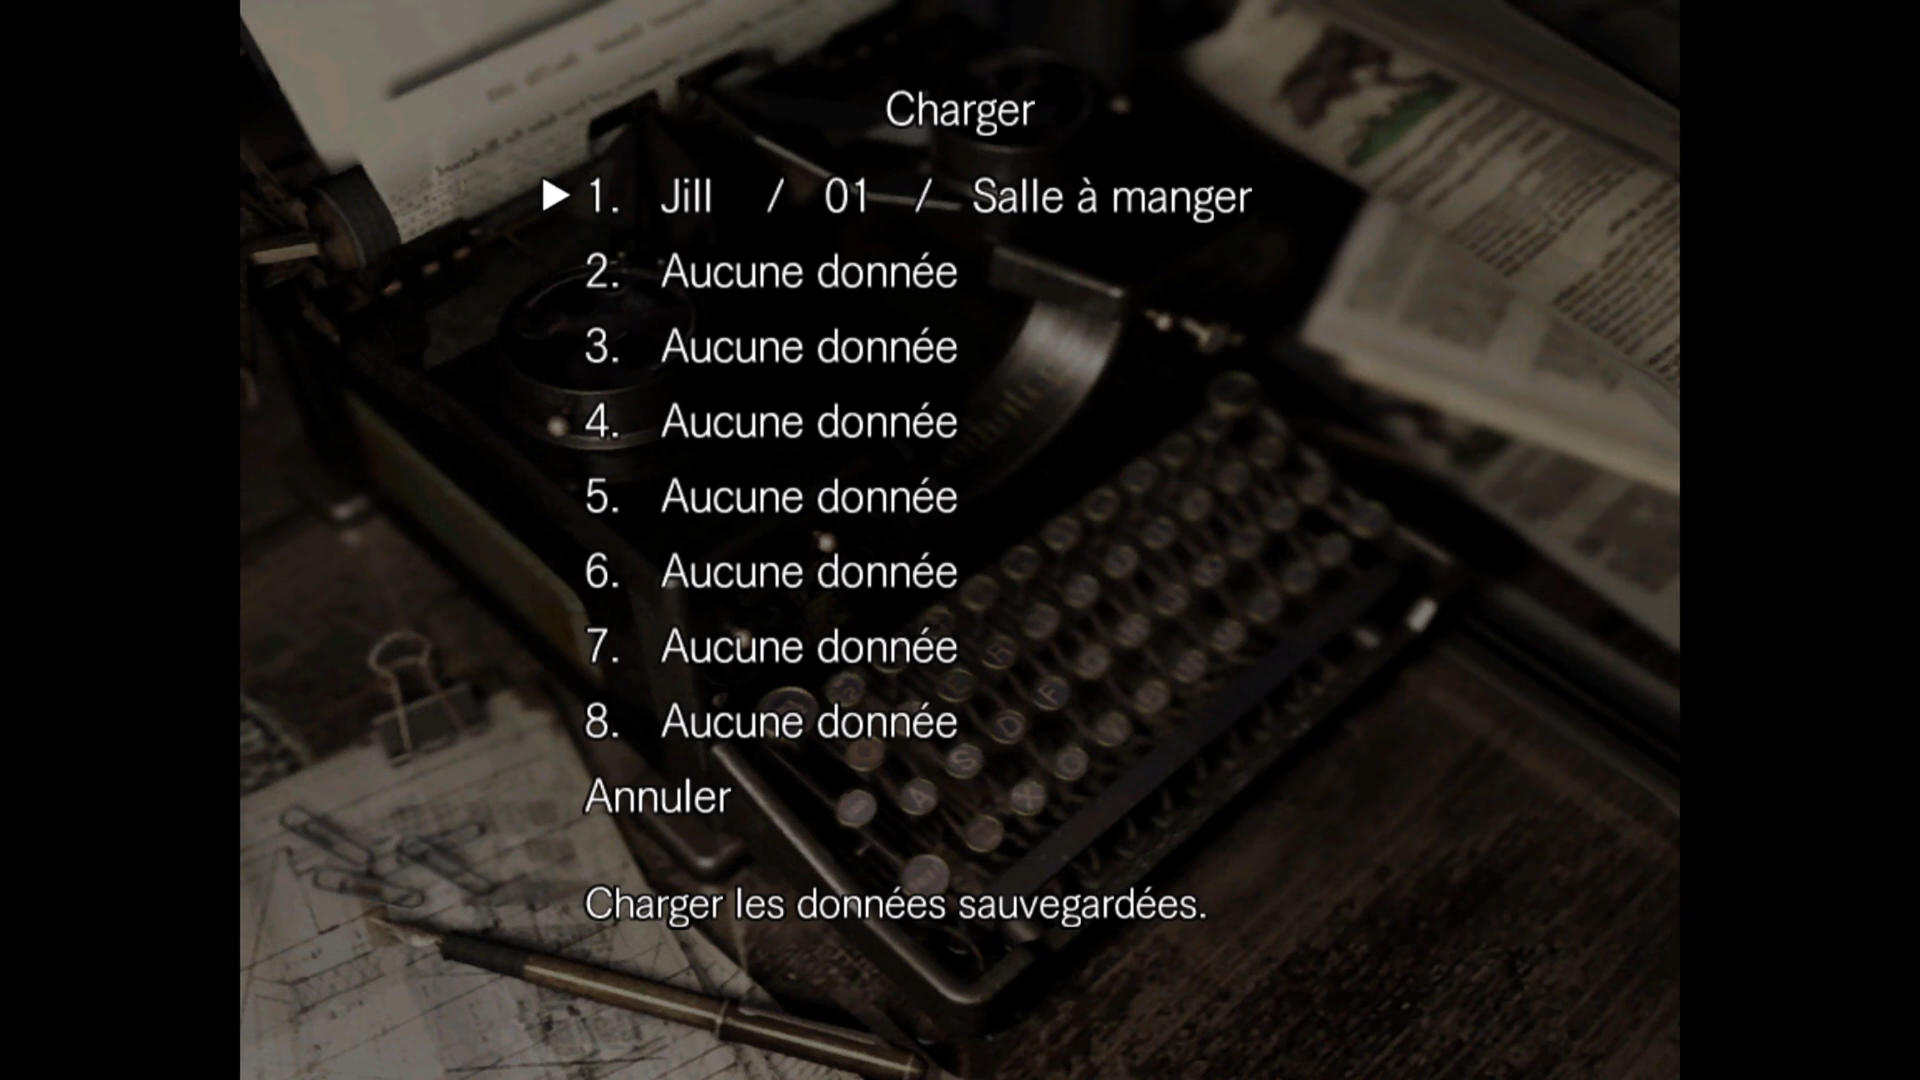 Charger
1. Jill / 01 / Salle à manger
2. Aucune donnée
3. Aucune donnée
4. Aucune donnée
5. Aucune donnée
6. Aucune donnée
7. Aucune donnée
8. Aucune donnée
Annuler
Charger les données sauvegardées.